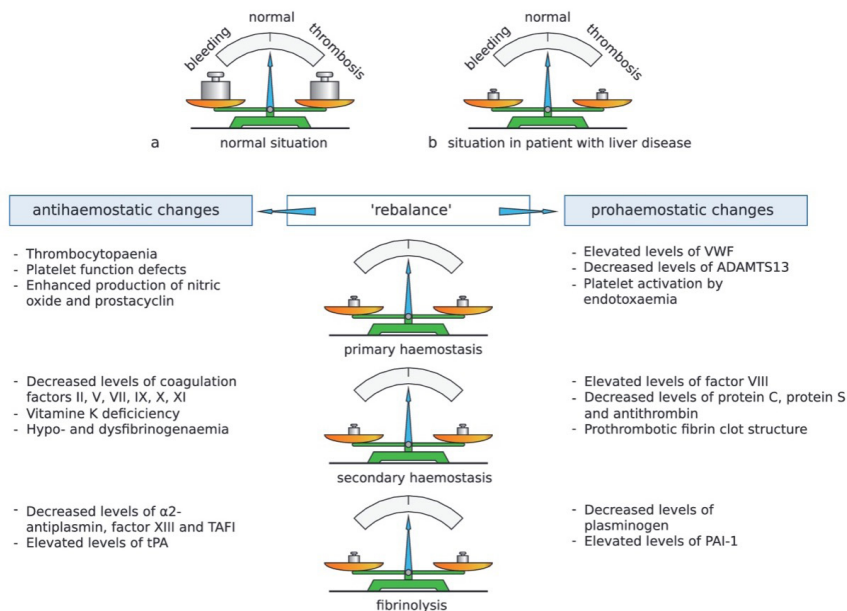 normal
bleeding
thrombosis
a
normal situation
normal
bleeding
thrombosis
b
situation in patient with liver disease
antihaemostatic changes
'rebalance'
prohaemostatic changes
- Thrombocytopaenia
- Platelet function defects
- Enhanced production of nitric
oxide and prostacyclin
primary haemostasis
- Elevated levels of VWF
- Decreased levels of ADAMTS13
- Platelet activation by
endotoxaemia
- Decreased levels of coagulation
factors II, V, VII, IX, X, XI
- Vitamine K deficiciency
- Hypo- and dysfibrinogenaemia
secondary haemostasis
- Elevated levels of factor VIII
- Decreased levels of protein C, protein S
and antithrombin
- Prothrombotic fibrin clot structure
- Decreased levels of α2-
antiplasmin, factor XIII and TAFI
- Elevated levels of tPA
fibrinolysis
- Decreased levels of
plasminogen
- Elevated levels of PAI-1